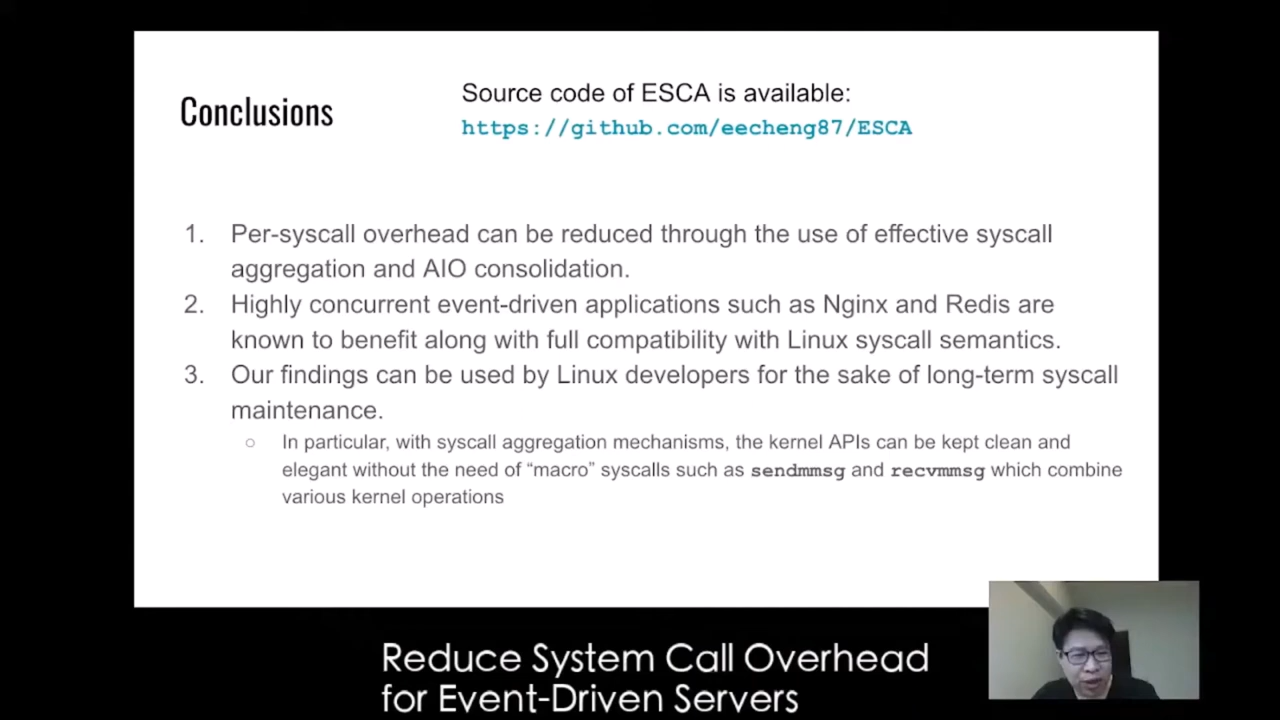 Conclusions
Source code of ESCA is available:
https://github.com/eecheng87/ESCA
1. Per-syscall overhead can be reduced through the use of effective syscall
aggregation and AIO consolidation.
2. Highly concurrent event-driven applications such as Nginx and Redis are
known to benefit along with full compatibility with Linux syscall semantics.
3. Our findings can be used by Linux developers for the sake of long-term syscall
maintenance.
○ In particular, with syscall aggregation mechanisms, the kernel APIs can be kept clean and
elegant without the need of “macro” syscalls such as sendmmsg and recvmmsg which combine
various kernel operations
Reduce System Call Overhead
for Event-Driven Servers